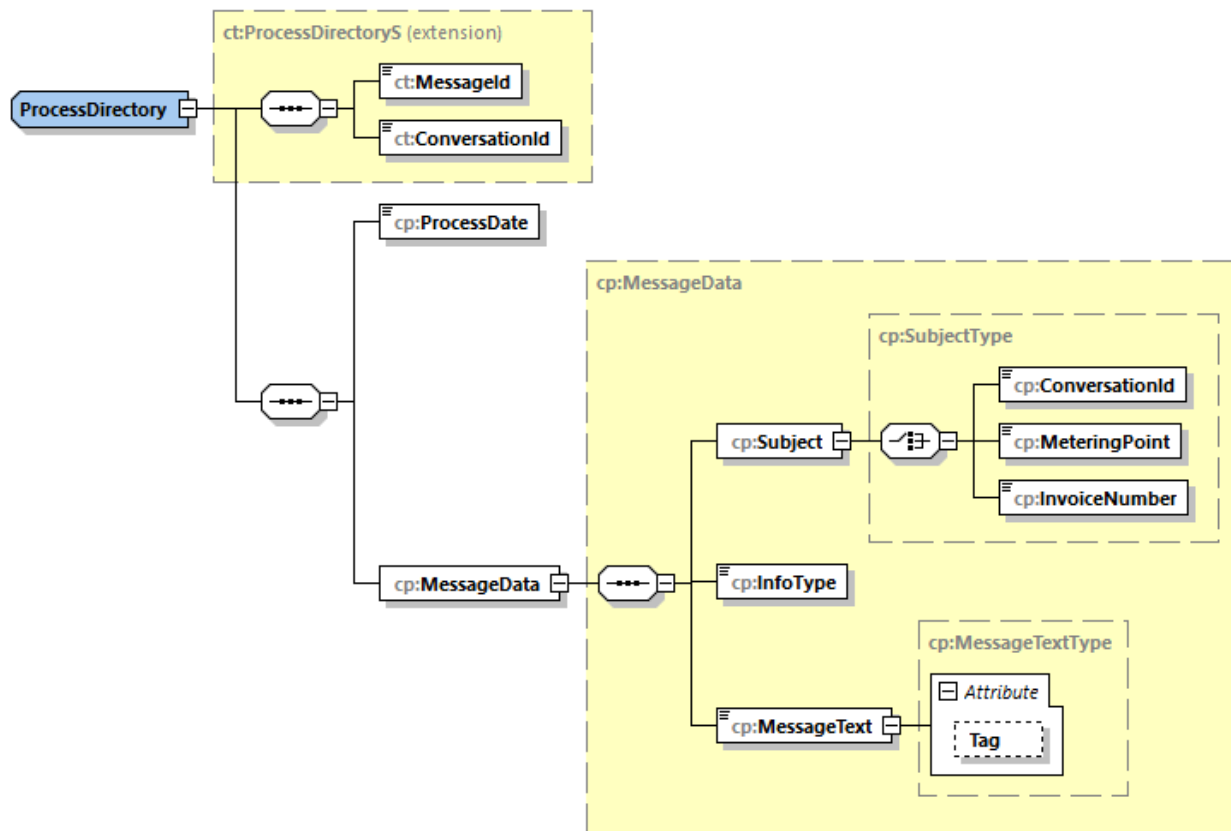 ct:ProcessDirectoryS (extension)
ct:MessageId
ProcessDirectory
ct:ConversationId
cp:ProcessDate
cp:MessageData
cp:SubjectType
cp:ConversationId
cp:Subject
cp:MeteringPoint
cp:InvoiceNumber
cp:MessageData
cp:InfoType
cp:MessageTextType
Attribute
cp:MessageText
Tag